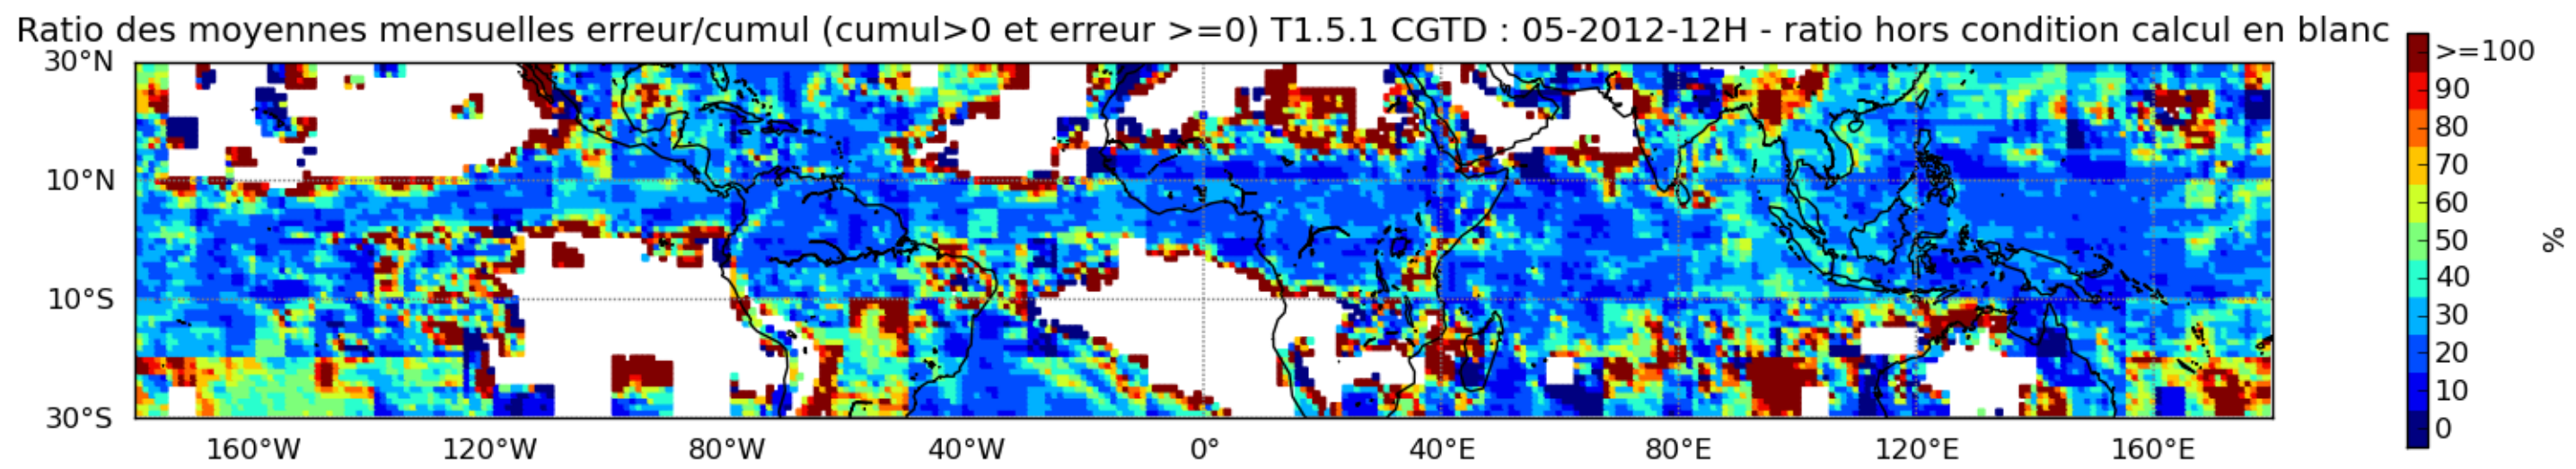 Ratio des moyennes mensuelles erreur/cumul (cumul>0 et erreur >=0) T1.5.1 CGTD : 05-2012-12H - ratio hors condition calcul en blanc
30°N
10°N
10°S
30°S
160°W 120°W 80°W 40°W 0° 40°E 80°E 120°E 160°E
>=100
90
80
70
60
50
40
30
20
10
0
%